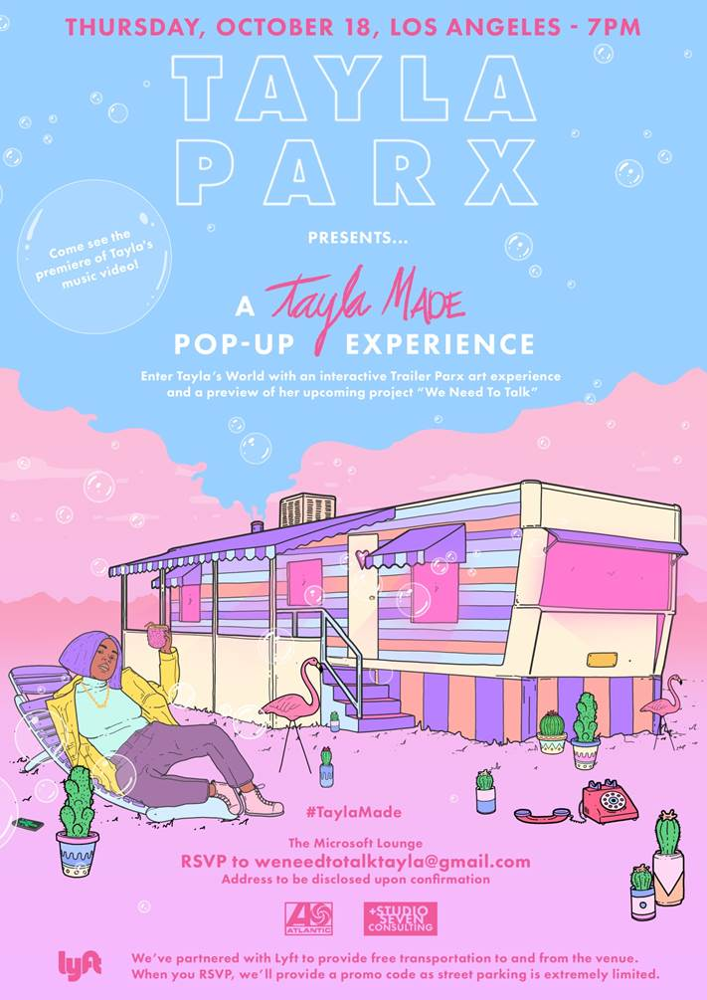 THURSDAY, OCTOBER 18, LOS ANGELES - 7PM
TAYLA
PARX
PRESENTS...
Come see the
premiere of Tayla's
music video!
A Tayla MADE
POP-UP EXPERIENCE
Enter Tayla's World with an interactive Trailer Parx art experience
and a preview of her upcoming project "We Need To Talk"
#TaylaMade
The Microsoft Lounge
RSVP to weneedtotalktayla@gmail.com
Address to be disclosed upon confirmation
ATLANTIC
+STUDIO
SEVEN
CONSULTING
lyft
We've partnered with Lyft to provide free transportation to and from the venue.
When you RSVP, we'll provide a promo code as street parking is extremely limited.